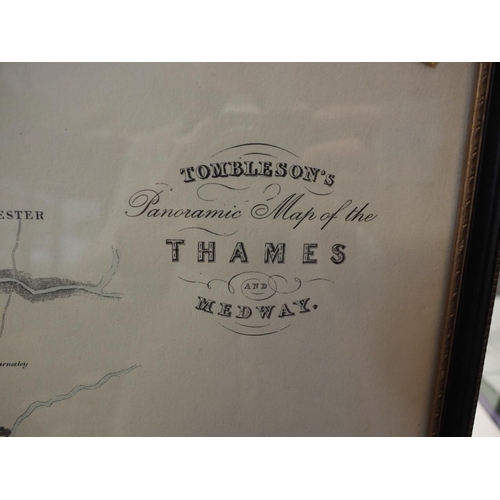 TOMBLESON'S
Panoramic Map of the
THAMES
AND
MEDWAY.
ESTER